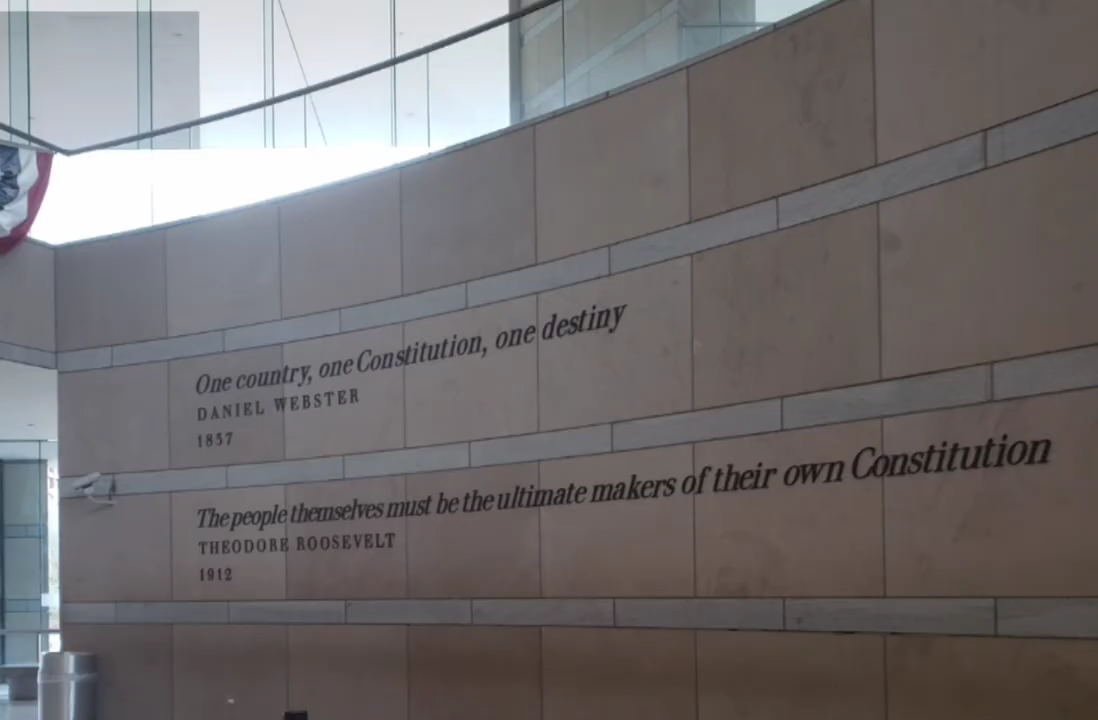 One country, one Constitution, one destiny
DANIEL WEBSTER
1837
The people themselves must be the ultimate makers of their own Constitution
THEODORE ROOSEVELT
1912